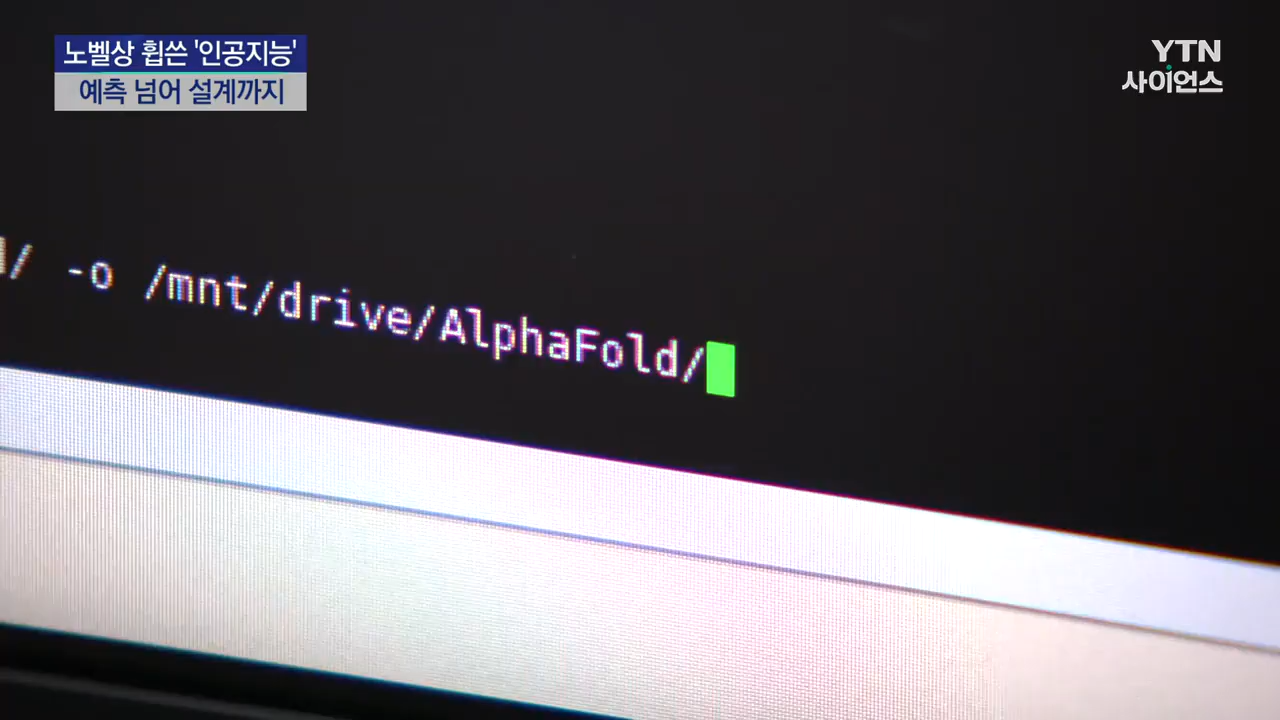 노벨상 휩쓴 '인공지능'
예측 넘어 설계까지
YTN
사이언스
/ -o /mnt/drive/AlphaFold/